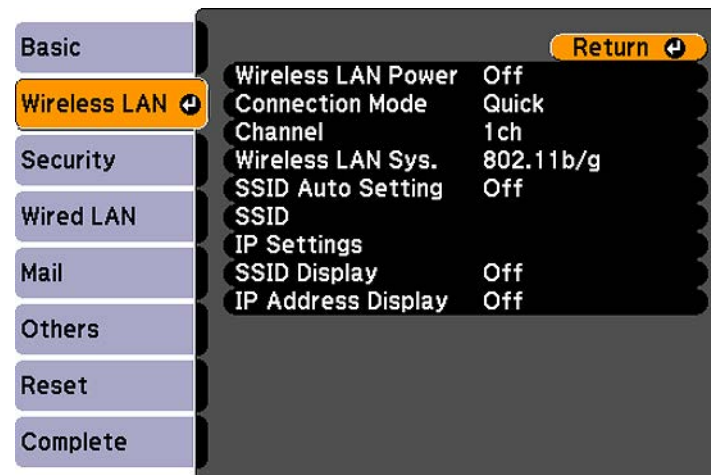 Basic
Wireless LAN
Security
Wired LAN
Mail
Others
Reset
Complete
Return
Wireless LAN Power Off
Connection Mode Quick
Channel 1ch
Wireless LAN Sys. 802.11b/g
SSID Auto Setting Off
SSID
IP Settings
SSID Display Off
IP Address Display Off